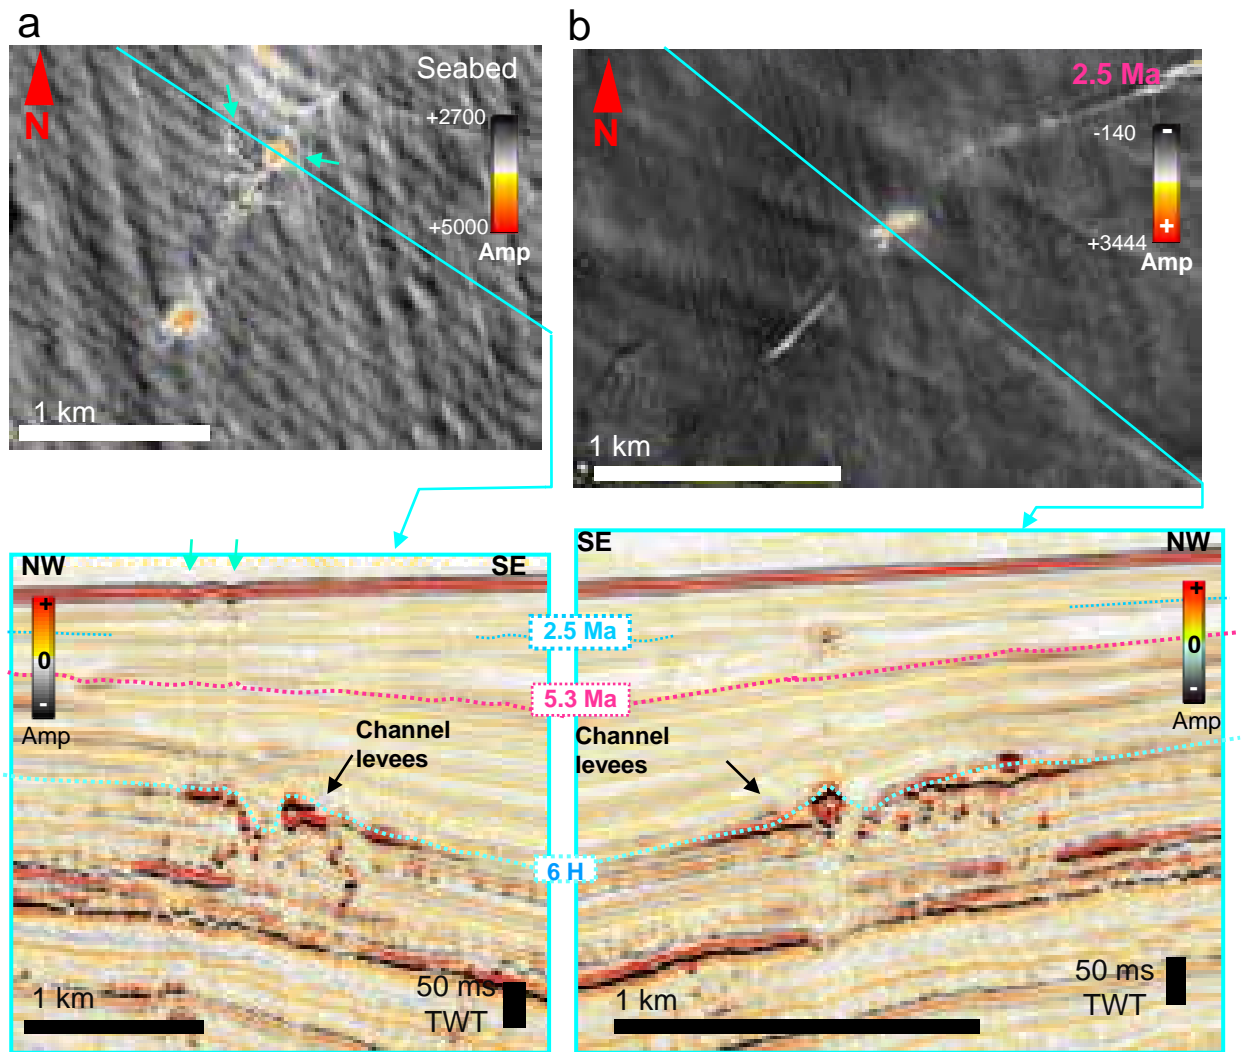 a
b
Seabed
+2700
+5000
Amp
N
1 km
2.5 Ma
-140
-
+
+3444
Amp
N
1 km
NW
SE
+
0
-
Amp
Channel
levees
1 km
50 ms
TWT
2.5 Ma
5.3 Ma
6 H
SE
NW
+
0
-
Amp
Channel
levees
1 km
50 ms
TWT